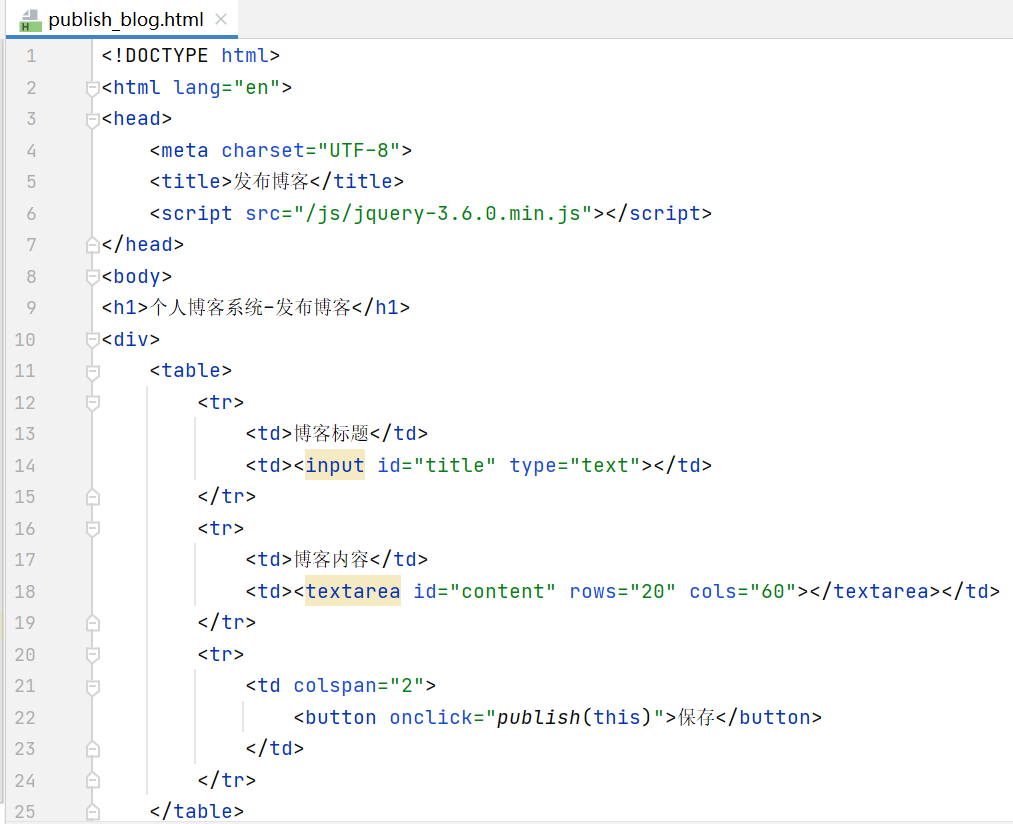 publish_blog.html
1 <!DOCTYPE html>
2 <html lang="en">
3 <head>
4     <meta charset="UTF-8">
5     <title>发布博客</title>
6     <script src="/js/jquery-3.6.0.min.js"></script>
7 </head>
8 <body>
9 <h1>个人博客系统-发布博客</h1>
10 <div>
11     <table>
12         <tr>
13             <td>博客标题</td>
14             <td><input id="title" type="text"></td>
15         </tr>
16         <tr>
17             <td>博客内容</td>
18             <td><textarea id="content" rows="20" cols="60"></textarea></td>
19         </tr>
20         <tr>
21             <td colspan="2">
22                 <button onclick="publish(this)">保存</button>
23             </td>
24         </tr>
25     </table>